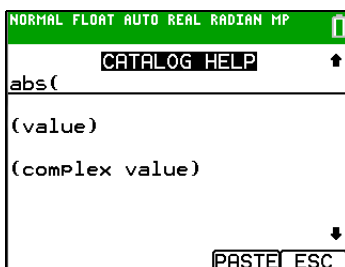 NORMAL FLOAT AUTO REAL RADIAN MP
CATALOG HELP
abs(
(value)
(complex value)
PASTE ESC